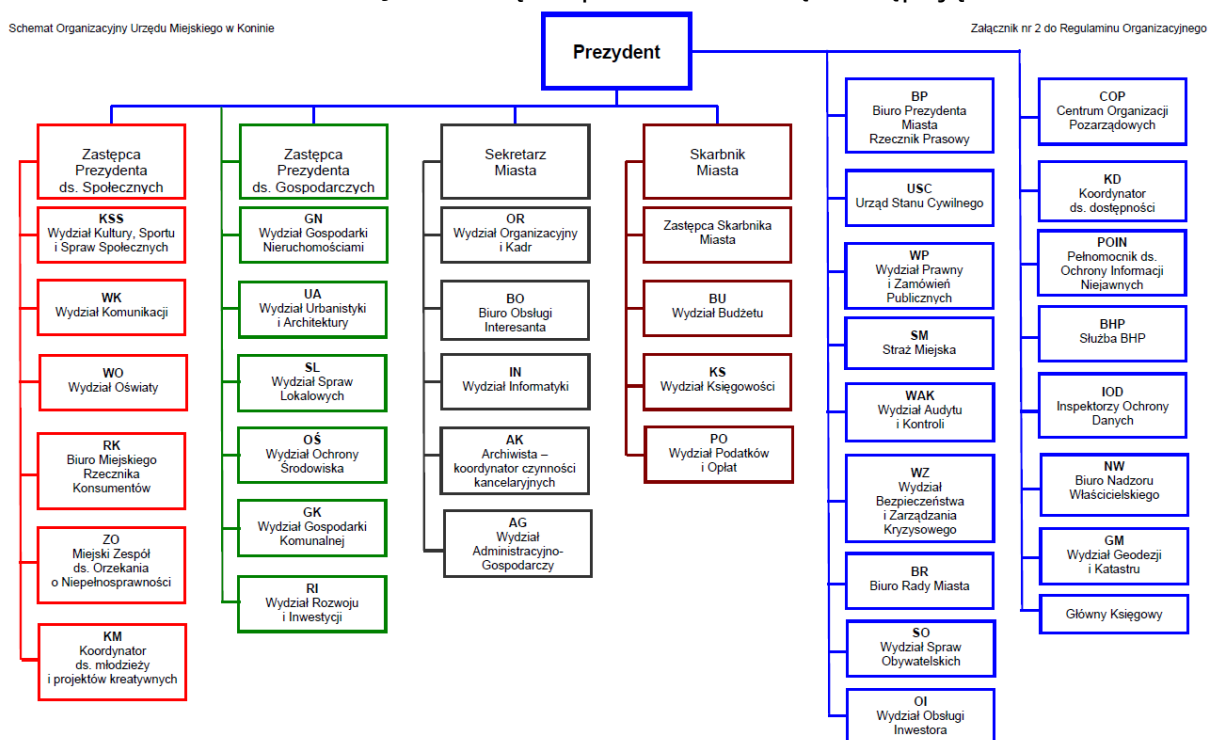 Schemat Organizacyjny Urzędu Miejskiego w Koninie
Załącznik nr 2 do Regulaminu Organizacyjnego
Prezydent
Zastępca
Prezydenta
ds. Społecznych
KSS
Wydział Kultury, Sportu
i Spraw Społecznych
WK
Wydział Komunikacji
WO
Wydział Oświaty
RK
Biuro Miejskiego
Rzecznika
Konsumentów
ZO
Miejski Zespół
ds. Orzekania
o Niepełnosprawności
KM
Koordynator
ds. młodzieży
i projektów kreatywnych
Zastępca
Prezydenta
ds. Gospodarczych
GN
Wydział Gospodarki
Nieruchomościami
UA
Wydział Urbanistyki
i Architektury
SL
Wydział Spraw
Lokalowych
OŚ
Wydział Ochrony
Środowiska
GK
Wydział Gospodarki
Komunalnej
RI
Wydział Rozwoju
i Inwestycji
Sekretarz
Miasta
OR
Wydział Organizacyjny
i Kadr
BO
Biuro Obsługi
Interesanta
IN
Wydział Informatyki
AK
Archiwista –
koordynator czynności
kancelaryjnych
AG
Wydział
Administracyjno-
Gospodarczy
Skarbnik
Miasta
Zastępca Skarbnika
Miasta
BU
Wydział Budżetu
KS
Wydział Księgowości
PO
Wydział Podatków
i Opłat
BP
Biuro Prezydenta
Miasta
Rzecznik Prasowy
USC
Urząd Stanu Cywilnego
WP
Wydział Prawny
i Zamówień
Publicznych
SM
Straż Miejska
WAK
Wydział Audytu
i Kontroli
WZ
Wydział
Bezpieczeństwa
i Zarządzania
Kryzysowego
BR
Biuro Rady Miasta
SO
Wydział Spraw
Obywatelskich
OI
Wydział Obsługi
Inwestora
COP
Centrum Organizacji
Pozarządowych
KD
Koordynator
ds. dostępności
POIN
Pełnomocnik ds.
Ochrony Informacji
Niejawnych
BHP
Służba BHP
IOD
Inspektorzy Ochrony
Danych
NW
Biuro Nadzoru
Właścicielskiego
GM
Wydział Geodezji
i Katastru
Główny Księgowy